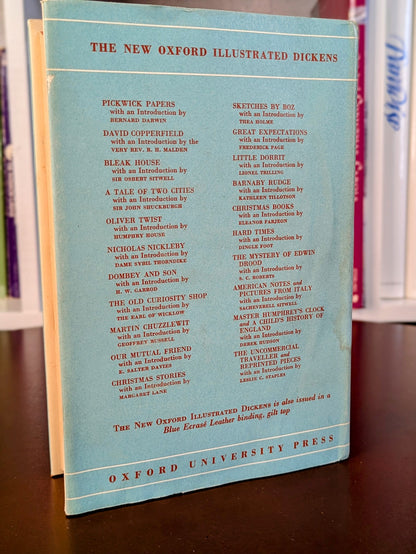 THE NEW OXFORD ILLUSTRATED DICKENS
PICKWICK PAPERS
with an Introduction by
BERNARD DARWIN
DAVID COPPERFIELD
with an Introduction by the
VERY REV. R. H. MALDEN
BLEAK HOUSE
with an Introduction by
SIR OSBERT SITWELL
A TALE OF TWO CITIES
with an Introduction by
SIR JOHN SHUCKBURGH
OLIVER TWIST
with an Introduction by
HUMPHRY HOUSE
NICHOLAS NICKLEBY
with an Introduction by
DAME SYBIL THORNDIKE
DOMBEY AND SON
with an Introduction by
H. W. GARROD
THE OLD CURIOSITY SHOP
with an Introduction by
THE EARL OF WICKLOW
MARTIN CHUZZLEWIT
with an Introduction by
GEOFFREY RUSSELL
OUR MUTUAL FRIEND
with an Introduction by
E. SALTER DAVIES
CHRISTMAS STORIES
with an Introduction by
MARGARET LANE
SKETCHES BY BOZ
with an Introduction by
THEA HOLME
GREAT EXPECTATIONS
with an Introduction by
FREDERICK PAGE
LITTLE DORRIT
with an Introduction by
LIONEL TRILLING
BARNABY RUDGE
with an Introduction by
KATHLEEN TILLOTSON
CHRISTMAS BOOKS
with an Introduction by
ELEANOR FARJEON
HARD TIMES
with an Introduction by
DINGLE FOOT
THE MYSTERY OF EDWIN
DROOD
with an Introduction by
S. C. ROBERTS
AMERICAN NOTES and
PICTURES FROM ITALY
with an Introduction by
SACHEVERELL SITWELL
MASTER HUMPHREY'S CLOCK
and A CHILD'S HISTORY OF
ENGLAND
with an Introduction by
DEREK HUDSON
THE UNCOMMERCIAL
TRAVELLER and
REPRINTED PIECES
with an Introduction by
LESLIE C. STAPLES
THE NEW OXFORD ILLUSTRATED DICKENS is also issued in a
Blue Ecrasé Leather binding, gilt top
OXFORD UNIVERSITY PRESS